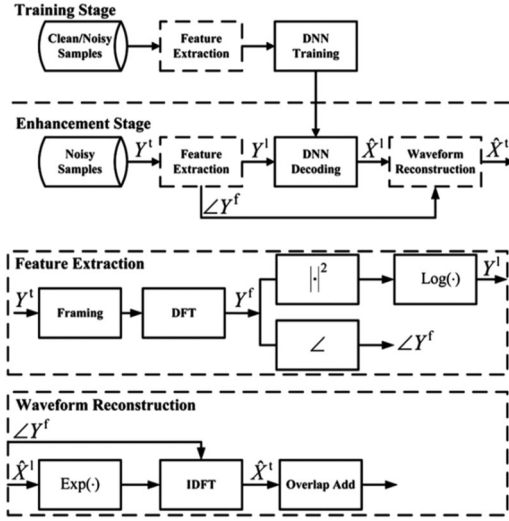 Training Stage
Clean/Noisy
Samples
Feature
Extraction
DNN
Training
Enhancement Stage
Noisy
Samples
Yᵗ
Feature
Extraction
Yˡ
DNN
Decoding
X̂ˡ
Waveform
Reconstruction
X̂ᵗ
∠Yᶠ
Feature Extraction
Yᵗ
Framing
DFT
Yᶠ
|·|²
Log(·)
Yˡ
∠
∠Yᶠ
Waveform Reconstruction
∠Yᶠ
X̂ˡ
Exp(·)
IDFT
X̂ᵗ
Overlap Add